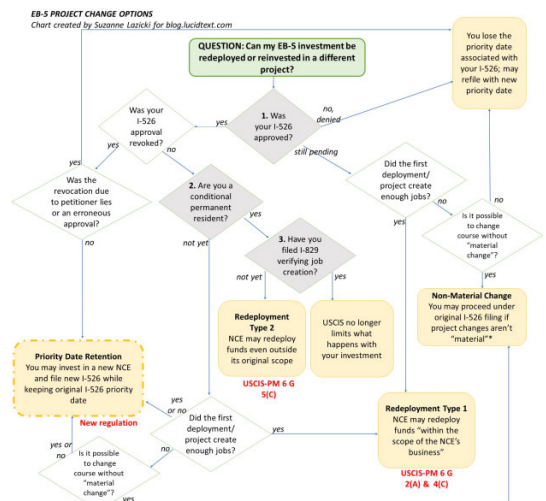 EB-5 PROJECT CHANGE OPTIONS
Chart created by Suzanne Lazicki for blog.lucidtext.com
QUESTION: Can my EB-5 investment be
redeployed or reinvested in a different
project?
You lose the
priority date
associated with
your I-526; may
refile with new
priority date
1. Was
your I-526
approved?
no,
denied
yes
still pending
Was your
I-526
approval
revoked?
yes
no
yes
Was the
revocation due
to petitioner lies
or an erroneous
approval?
no
2. Are you a
conditional
permanent
resident?
yes
not yet
3. Have you
filed I-829
verifying job
creation?
not yet
yes
Did the first
deployment/
project create
enough jobs?
no
yes
Is it possible
to change
course without
"material
change"?
no
yes
Redeployment
Type 2
NCE may redeploy
funds even outside
its original scope
USCIS-PM 6 G
5(C)
USCIS no longer
limits what
happens with
your investment
Non-Material Change
You may proceed under
original I-526 filing if
project changes aren't
"material"*
Priority Date Retention
You may invest in a new NCE
and file new I-526 while
keeping original I-526 priority
date
New regulation
yes
or no
Did the first
deployment/
project create
enough jobs?
yes
no
Redeployment Type 1
NCE may redeploy
funds "within the
scope of the NCE's
business"
USCIS-PM 6 G
2(A) & 4(C)
yes or
no
Is it possible
to change
course without
"material
change"?
yes